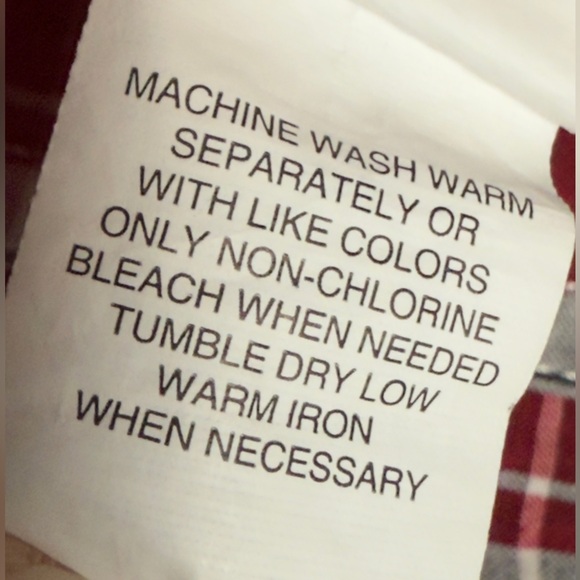 MACHINE WASH WARM
SEPARATELY OR
WITH LIKE COLORS
ONLY NON-CHLORINE
BLEACH WHEN NEEDED
TUMBLE DRY LOW
WARM IRON
WHEN NECESSARY